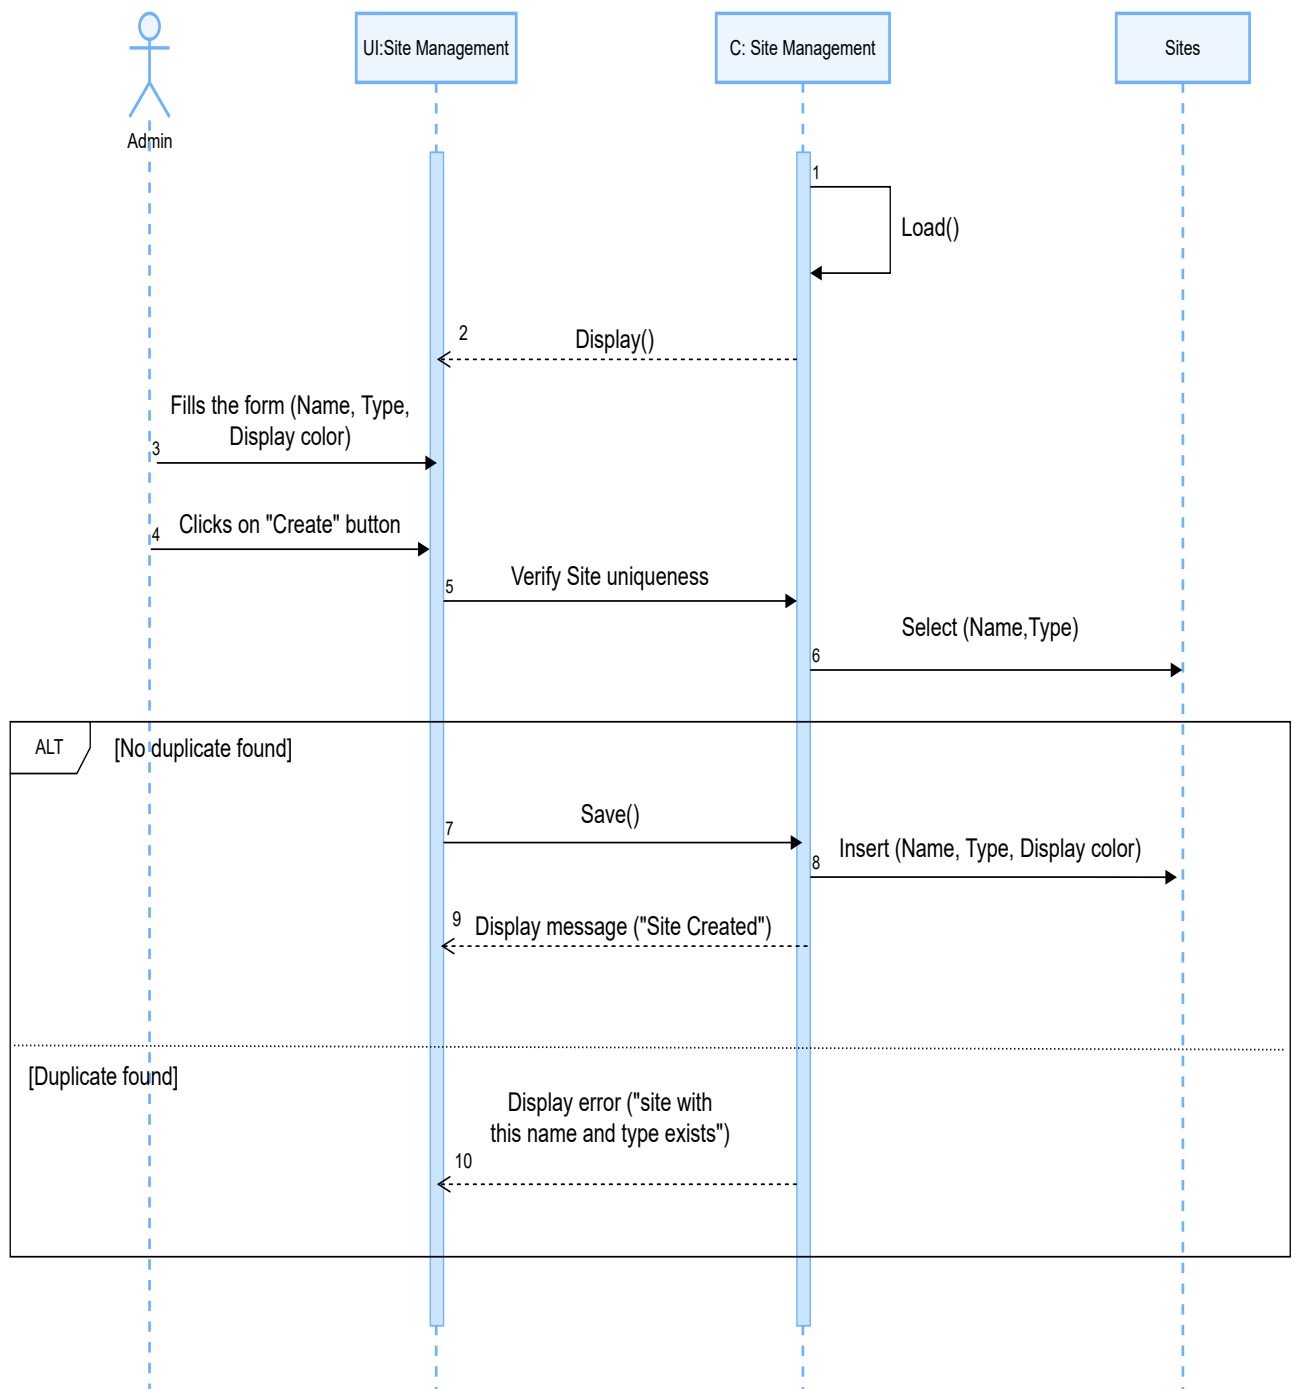 UI:Site Management
C: Site Management
Sites
Admin
1
Load()
2
Display()
Fills the form (Name, Type,
Display color)
3
Clicks on "Create" button
4
Verify Site uniqueness
5
Select (Name,Type)
6
ALT
[No duplicate found]
Save()
7
Insert (Name, Type, Display color)
8
9
Display message ("Site Created")
[Duplicate found]
Display error ("site with
this name and type exists")
10